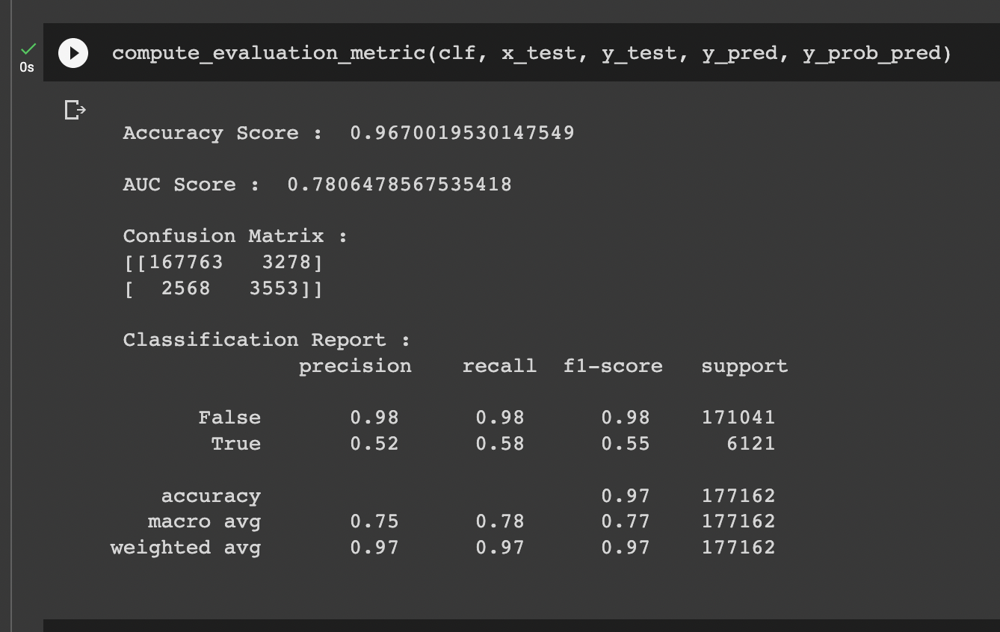 compute_evaluation_metric(clf, x_test, y_test, y_pred, y_prob_pred)
0s
Accuracy Score :  0.9670019530147549
AUC Score :  0.7806478567535418
Confusion Matrix :
[[167763   3278]
[  2568   3553]]
Classification Report :
precision    recall  f1-score   support
False       0.98      0.98      0.98    171041
True       0.52      0.58      0.55      6121
accuracy                           0.97    177162
macro avg       0.75      0.78      0.77    177162
weighted avg       0.97      0.97      0.97    177162